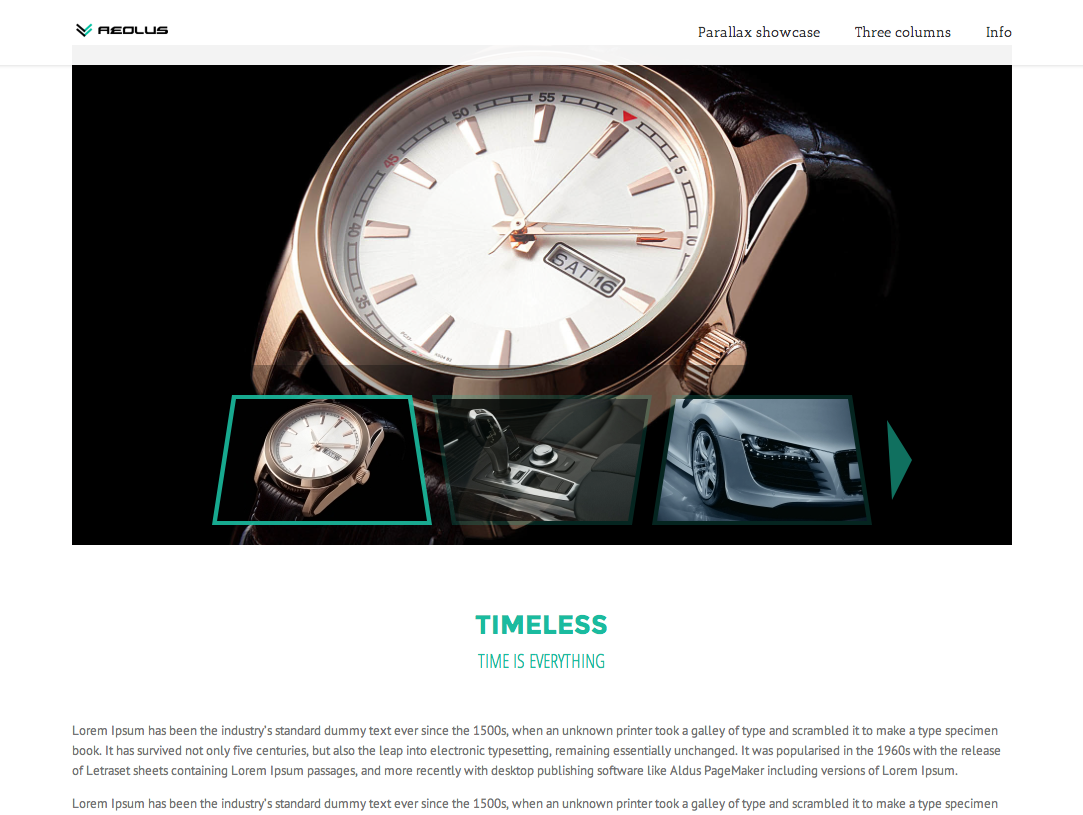 AEOLUS
Parallax showcase Three columns Info
45 50 55 5 10
40
35
SAT 16
TIMELESS
TIME IS EVERYTHING
Lorem Ipsum has been the industry's standard dummy text ever since the 1500s, when an unknown printer took a galley of type and scrambled it to make a type specimen
book. It has survived not only five centuries, but also the leap into electronic typesetting, remaining essentially unchanged. It was popularised in the 1960s with the release
of Letraset sheets containing Lorem Ipsum passages, and more recently with desktop publishing software like Aldus PageMaker including versions of Lorem Ipsum.
Lorem Ipsum has been the industry's standard dummy text ever since the 1500s, when an unknown printer took a galley of type and scrambled it to make a type specimen